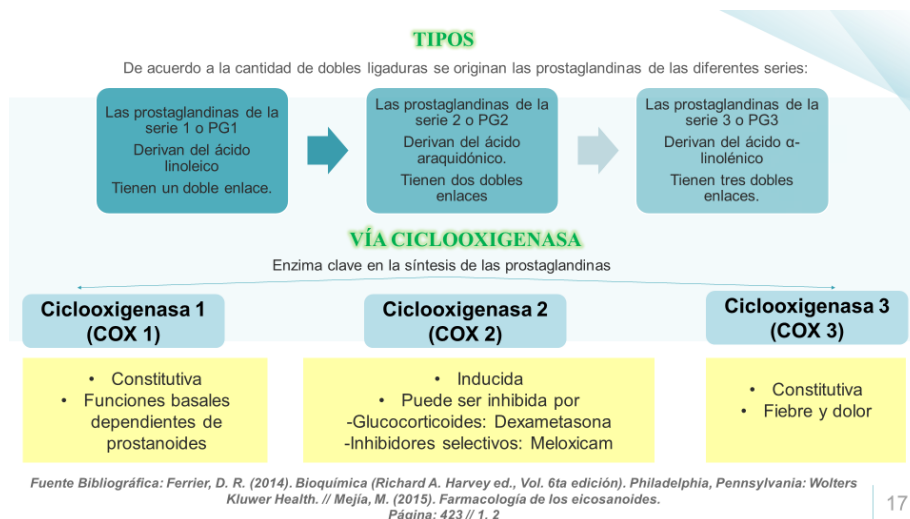 TIPOS
De acuerdo a la cantidad de dobles ligaduras se originan las prostaglandinas de las diferentes series:
Las prostaglandinas de la
serie 1 o PG1
Derivan del ácido
linoleico
Tienen un doble enlace.
Las prostaglandinas de la
serie 2 o PG2
Derivan del ácido
araquidónico.
Tienen dos dobles
enlaces
Las prostaglandinas de la
serie 3 o PG3
Derivan del ácido α-
linolénico
Tienen tres dobles
enlaces.
VÍA CICLOOXIGENASA
Enzima clave en la síntesis de las prostaglandinas
Ciclooxigenasa 1
(COX 1)
• Constitutiva
• Funciones basales
dependientes de
prostanoides
Ciclooxigenasa 2
(COX 2)
• Inducida
• Puede ser inhibida por
-Glucocorticoides: Dexametasona
-Inhibidores selectivos: Meloxicam
Ciclooxigenasa 3
(COX 3)
• Constitutiva
• Fiebre y dolor
Fuente Bibliográfica: Ferrier, D. R. (2014). Bioquímica (Richard A. Harvey ed., Vol. 6ta edición). Philadelphia, Pennsylvania: Wolters
Kluwer Health. // Mejía, M. (2015). Farmacología de los eicosanoides.
Página: 423 // 1, 2
17